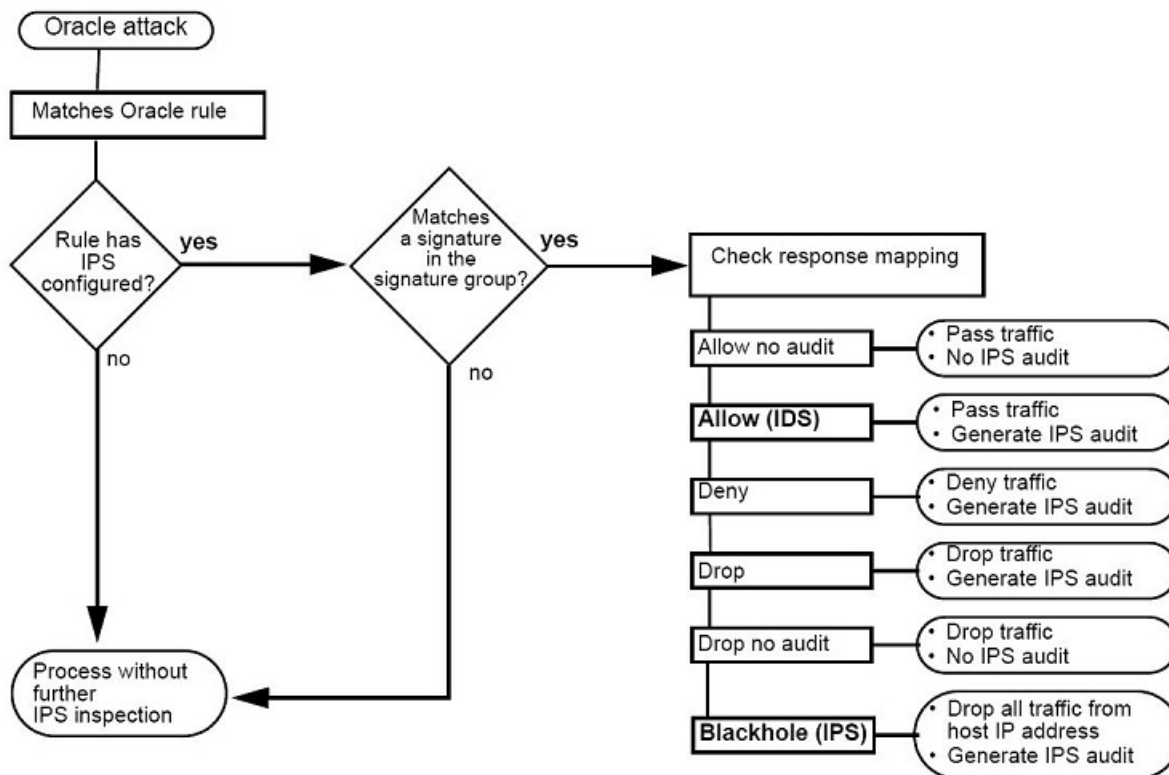 Oracle attack
Matches Oracle rule
Rule has
IPS
configured?
yes
no
Matches
a signature
in the
signature group?
yes
no
Process without
further
IPS inspection
Check response mapping
Allow no audit
• Pass traffic
• No IPS audit
Allow (IDS)
• Pass traffic
• Generate IPS audit
Deny
• Deny traffic
• Generate IPS audit
Drop
• Drop traffic
• Generate IPS audit
Drop no audit
• Drop traffic
• No IPS audit
Blackhole (IPS)
• Drop all traffic from
host IP address
• Generate IPS audit